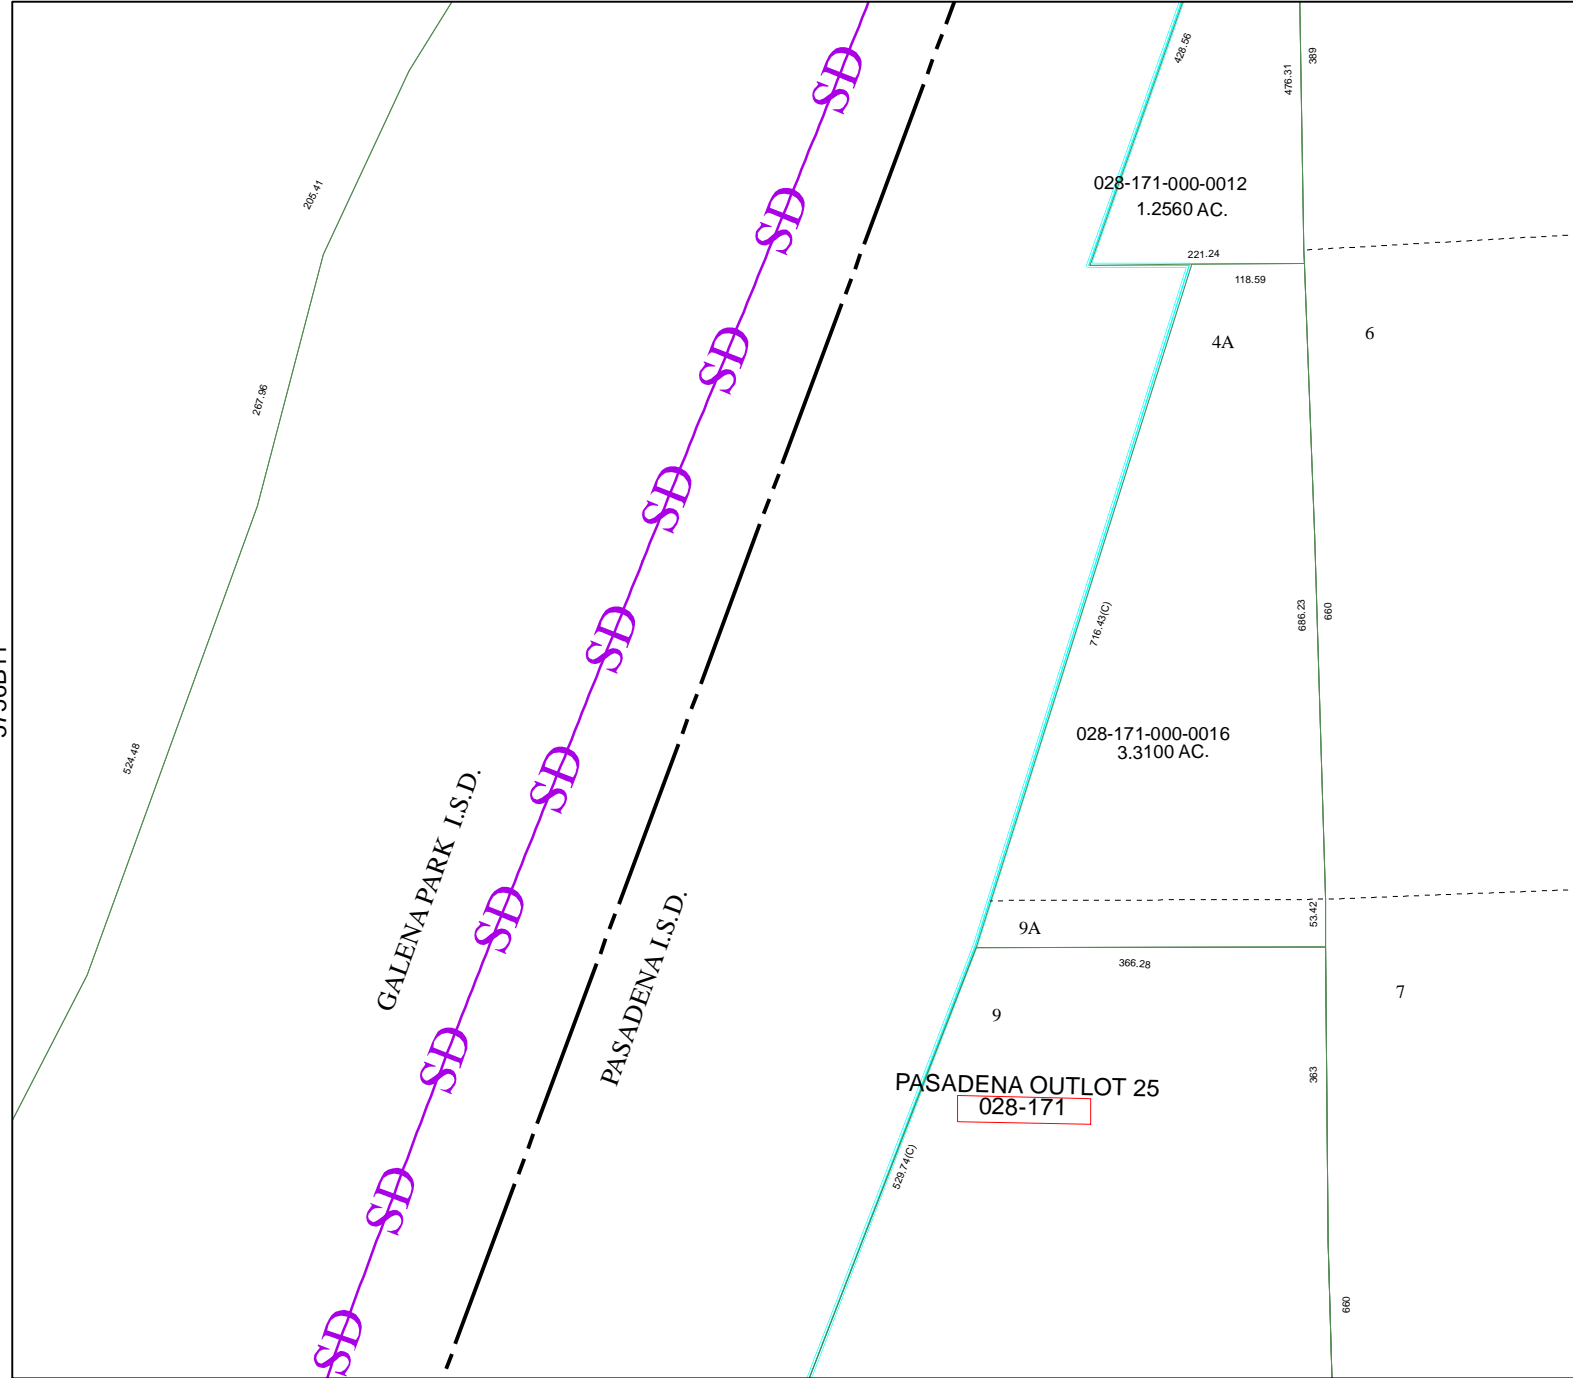 428.56
389
476.31
SD
028-171-000-0012
1.2560 AC.
205.41
SD
221.24
118.59
4A
6
SD
267.96
SD
716.43(C)
686.23
660
SD
028-171-000-0016
3.3100 AC.
524.48
SD
GALENA PARK I.S.D.
SD
PASADENA I.S.D.
53.42
9A
366.28
7
9
SD
PASADENA OUTLOT 25
028-171
363
529.74(C)
SD
660
SD